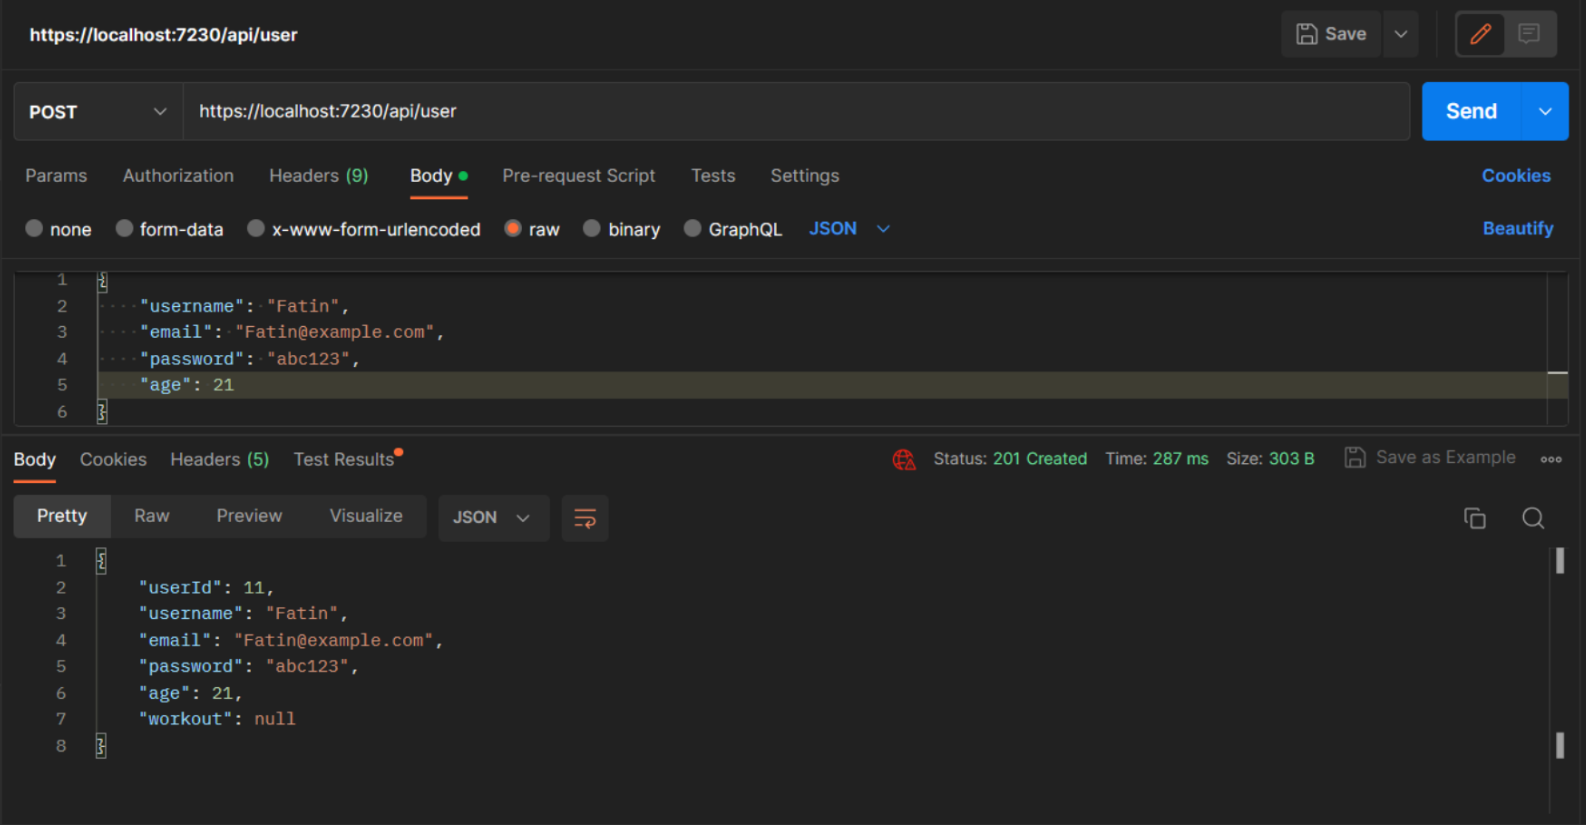 https://localhost:7230/api/user
Save
POST
https://localhost:7230/api/user
Send
Params Authorization Headers (9) Body Pre-request Script Tests Settings Cookies
none form-data x-www-form-urlencoded raw binary GraphQL JSON Beautify
1 {
2 "username": "Fatin",
3 "email": "Fatin@example.com",
4 "password": "abc123",
5 "age": 21
6 }
Body Cookies Headers (5) Test Results Status: 201 Created Time: 287 ms Size: 303 B Save as Example
Pretty Raw Preview Visualize JSON
1 {
2 "userId": 11,
3 "username": "Fatin",
4 "email": "Fatin@example.com",
5 "password": "abc123",
6 "age": 21,
7 "workout": null
8 }